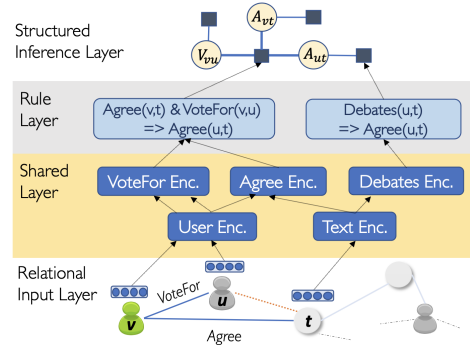 Structured
Inference Layer
A_vt
V_vu
A_ut
Rule
Layer
Agree(v,t) & VoteFor(v,u)
=> Agree(u,t)
Debates(u,t)
=> Agree(u,t)
Shared
Layer
VoteFor Enc.
Agree Enc.
Debates Enc.
User Enc.
Text Enc.
Relational
Input Layer
VoteFor
u
v
t
Agree